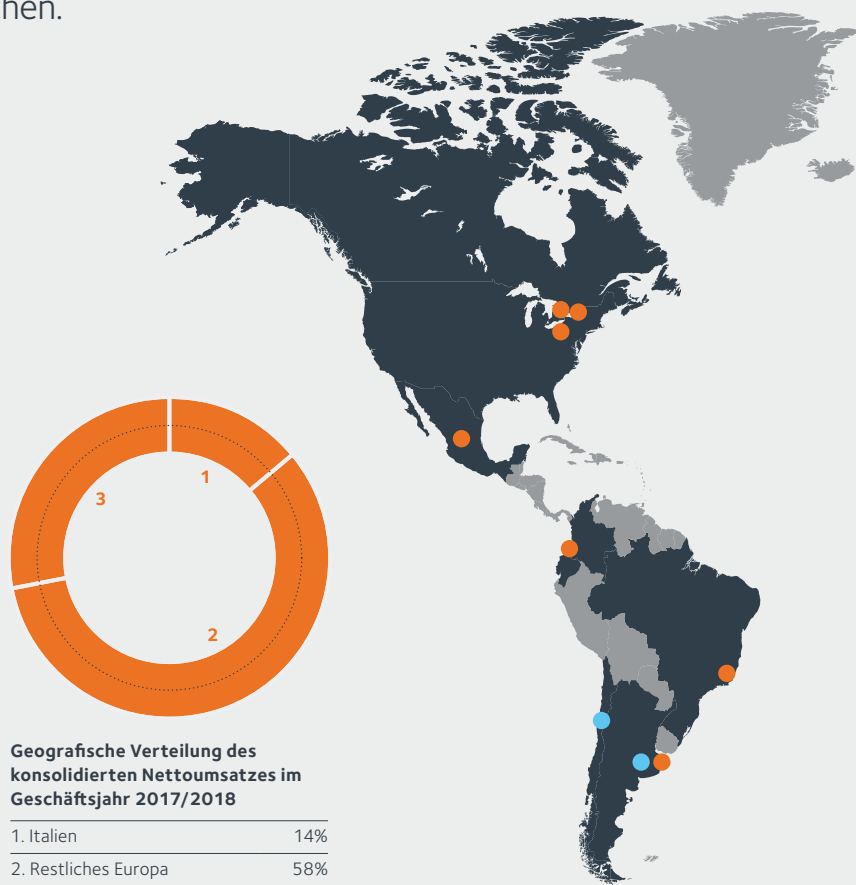 hen.
1
3
2
Geografische Verteilung des
konsolidierten Nettoumsatzes im
Geschäftsjahr 2017/2018
1. Italien 14%
2. Restliches Europa 58%